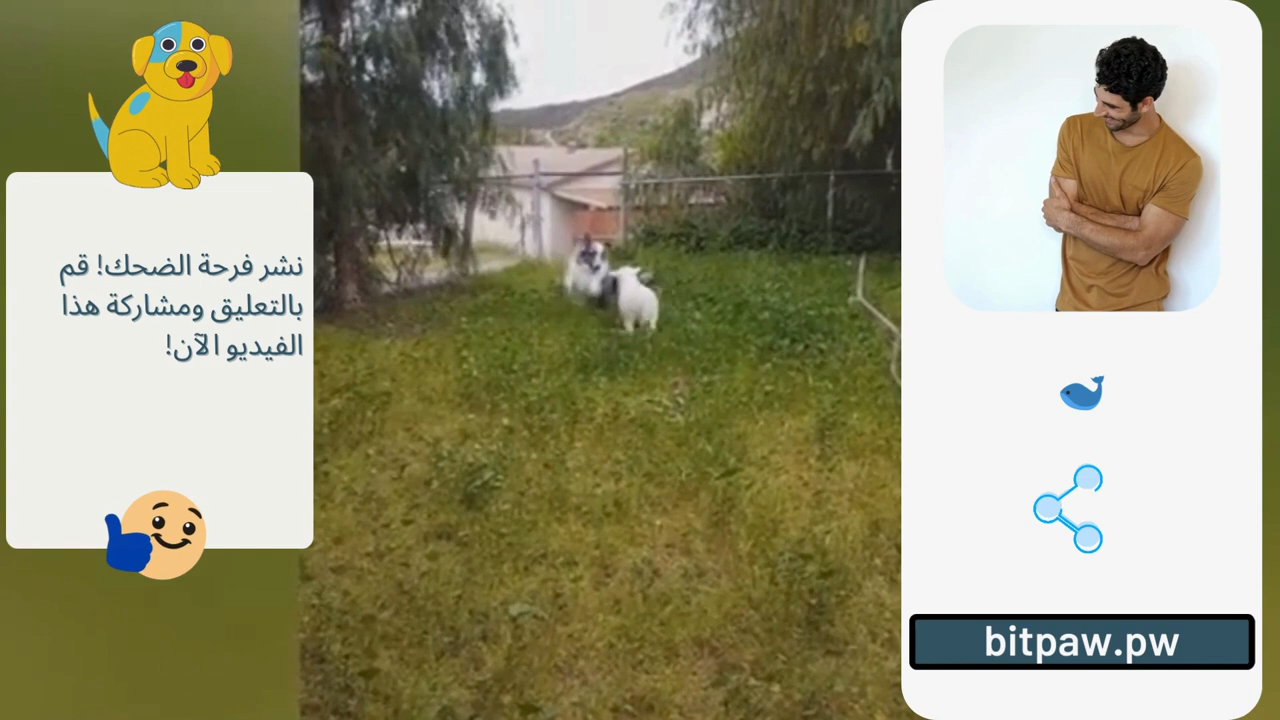 نشر فرحة الضحك! قم
بالتعليق ومشاركة هذا
الفيديو الآن!
bitpaw.pw